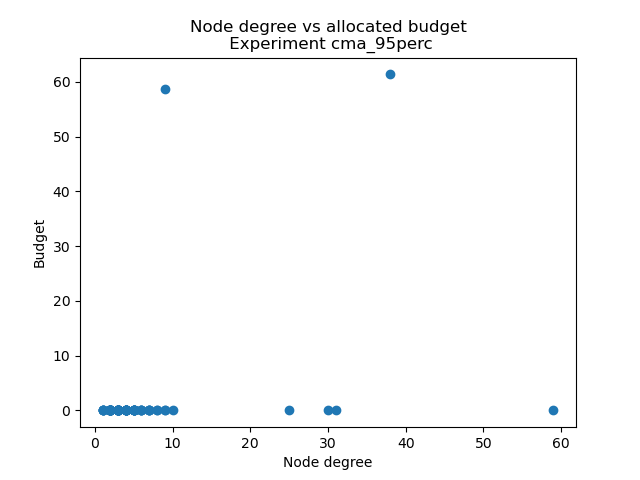 Node degree vs allocated budget
Experiment cma_95perc
60
50
40
30
20
10
0
Budget
0 10 20 30 40 50 60
Node degree